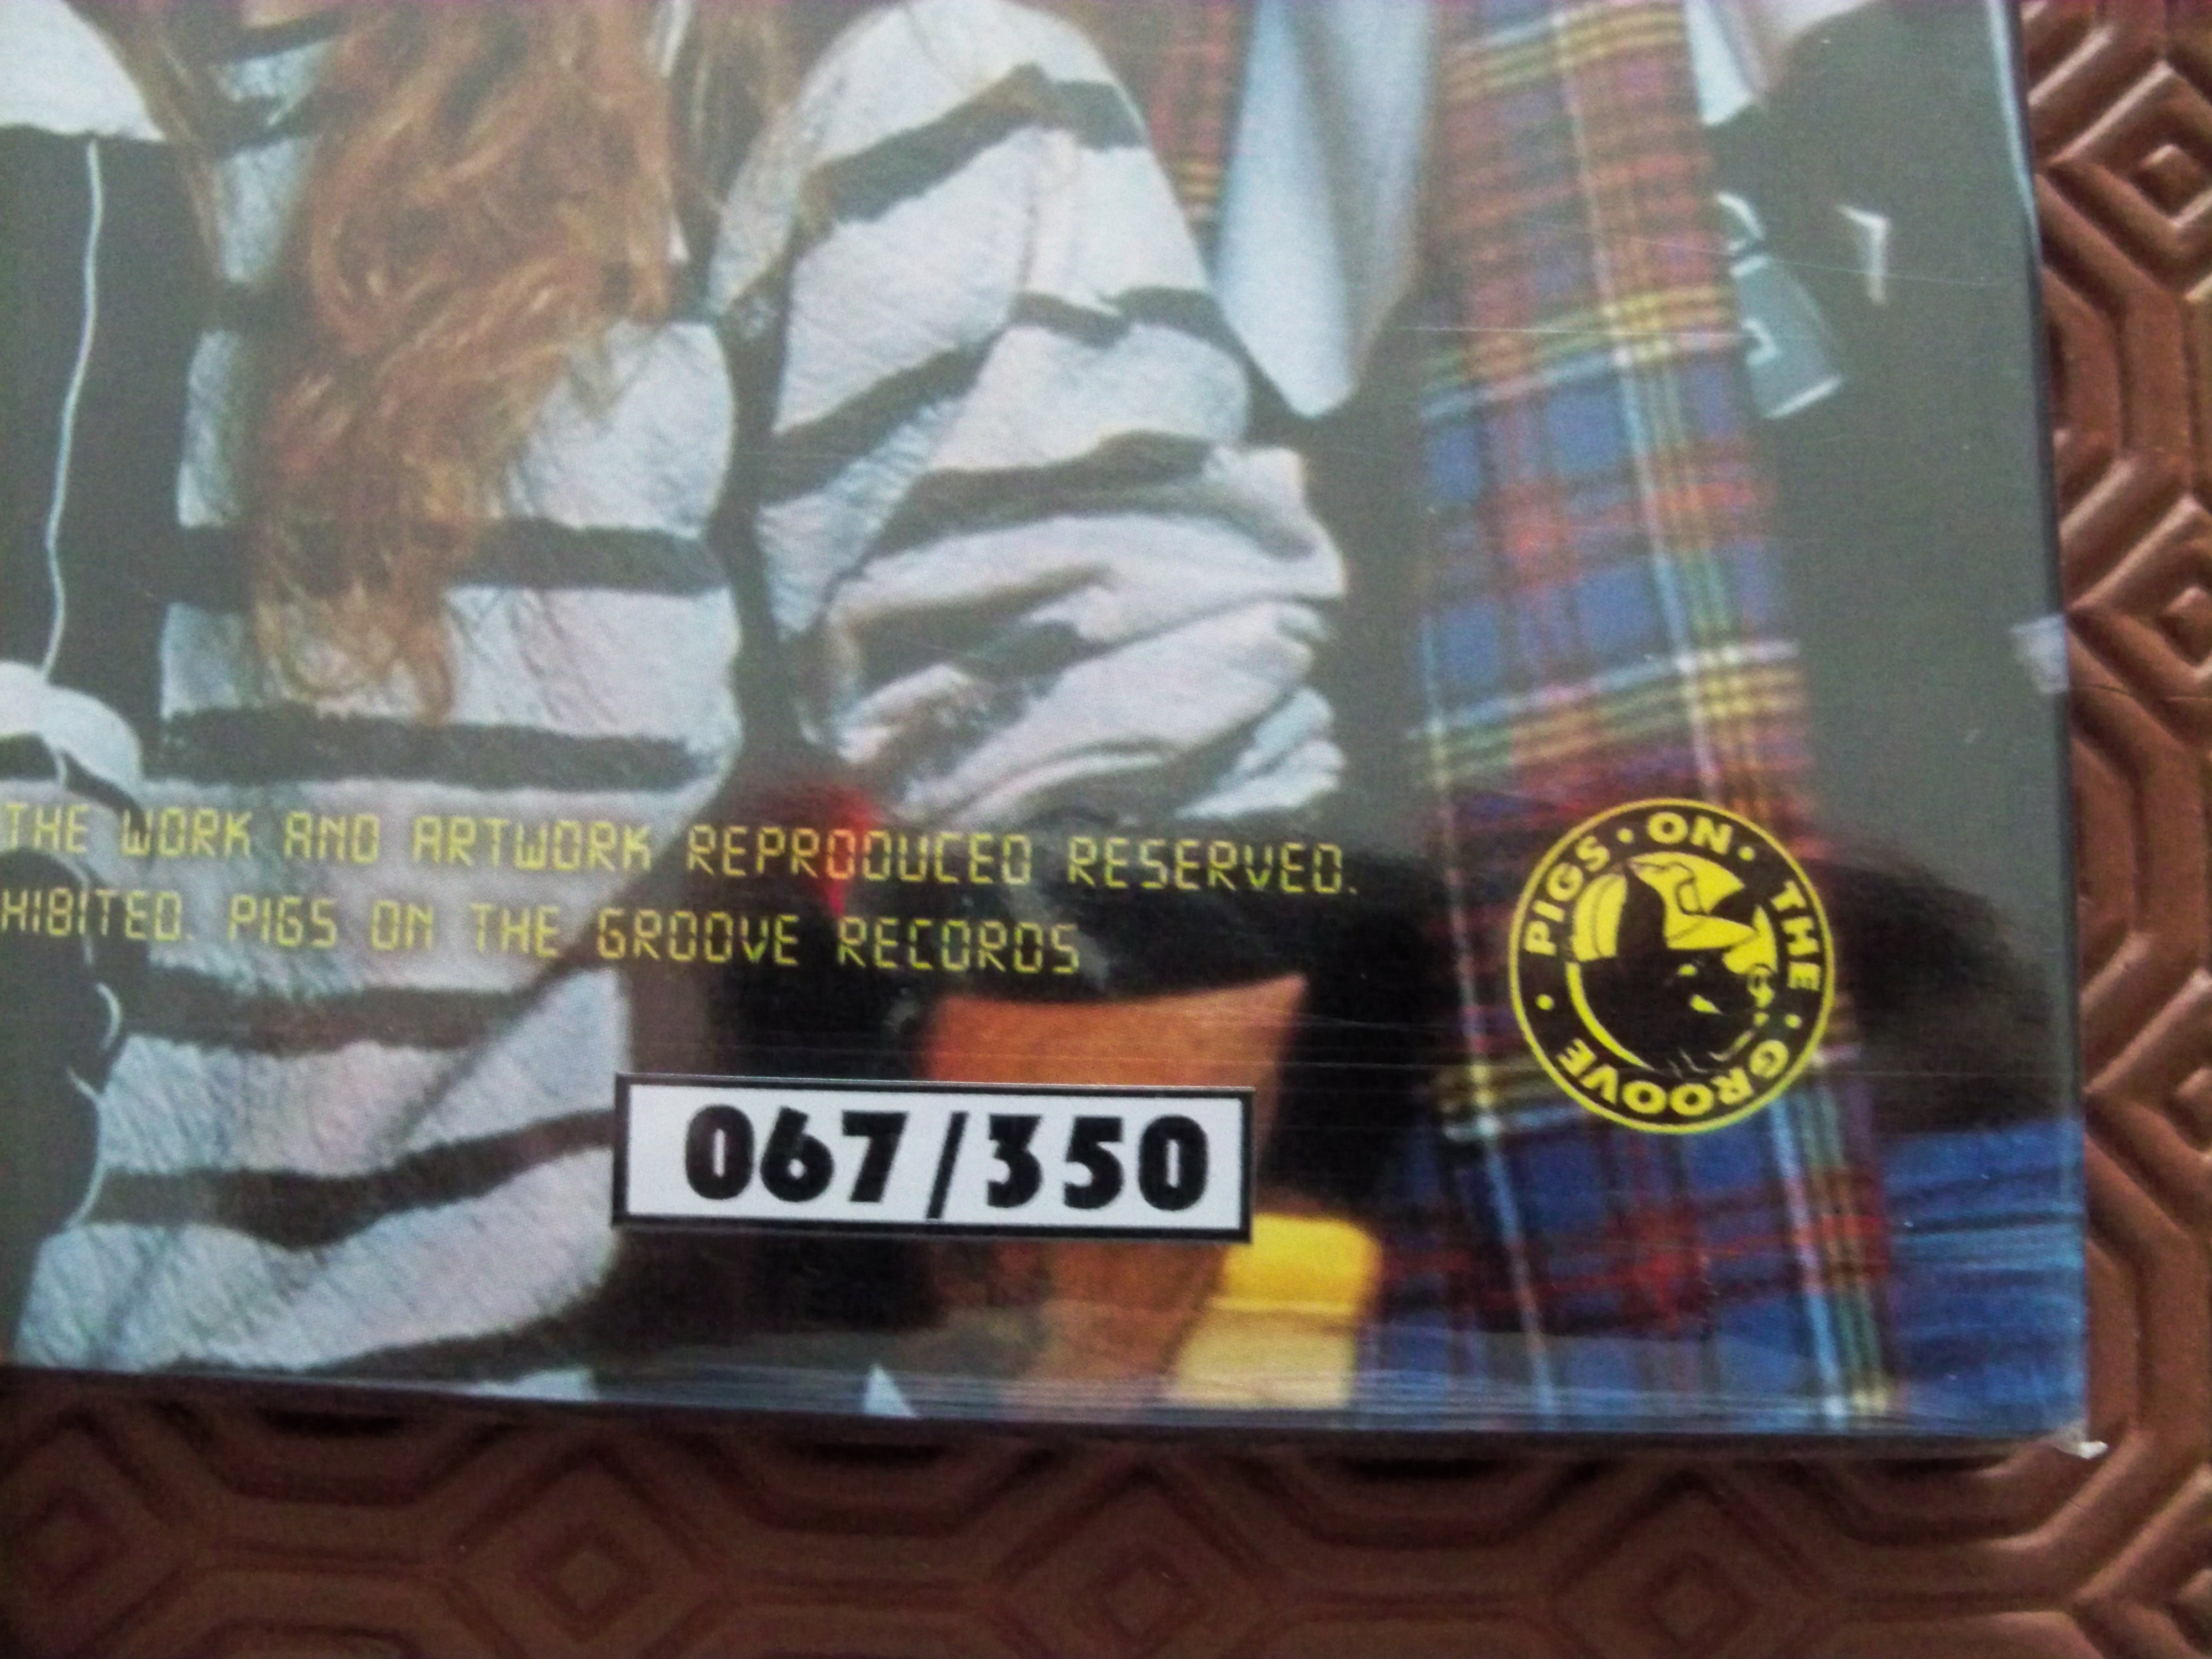 THE WORK AND ARTWORK REPRODUCED RESERVED.
HIBITED. PIGS ON THE GROOVE RECORDS
PIGS · ON · THE · GROOVE ·
067/350